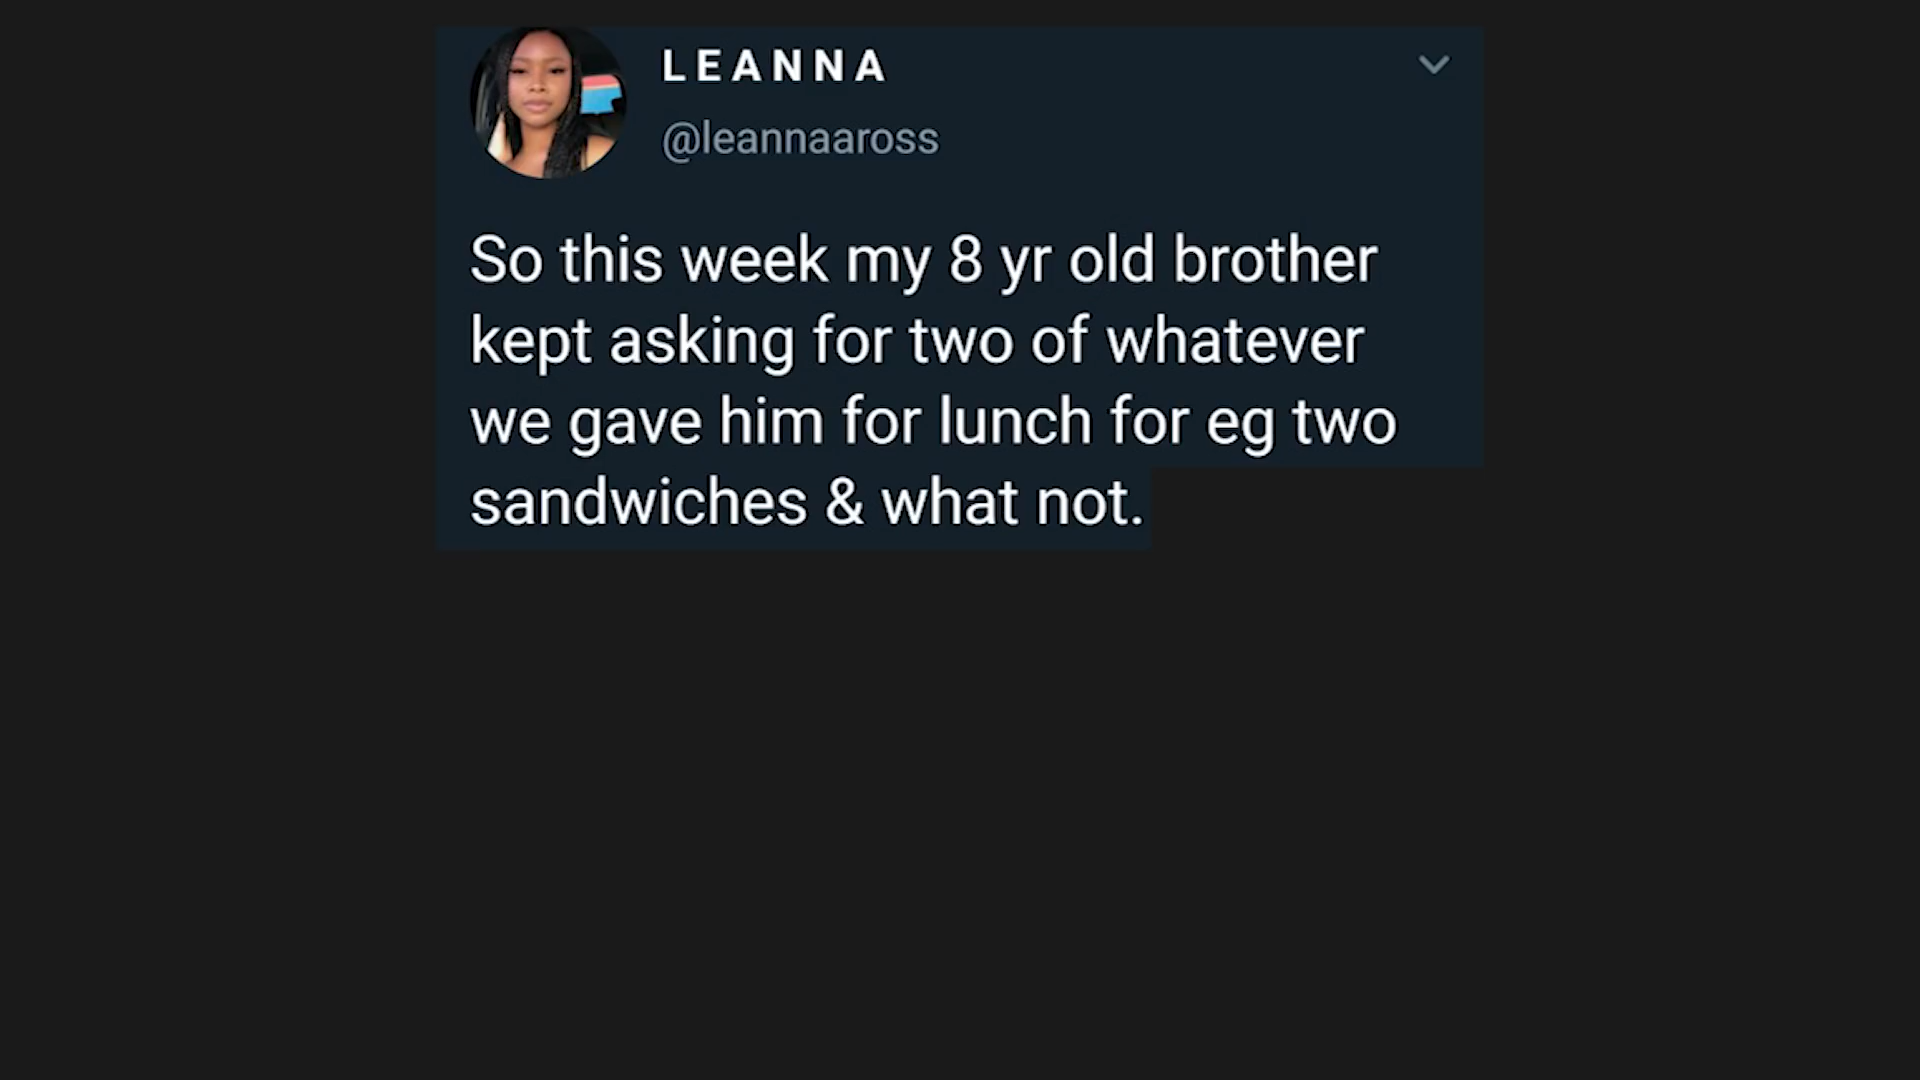 LEANNA
@leannaaross
So this week my 8 yr old brother
kept asking for two of whatever
we gave him for lunch for eg two
sandwiches & what not.